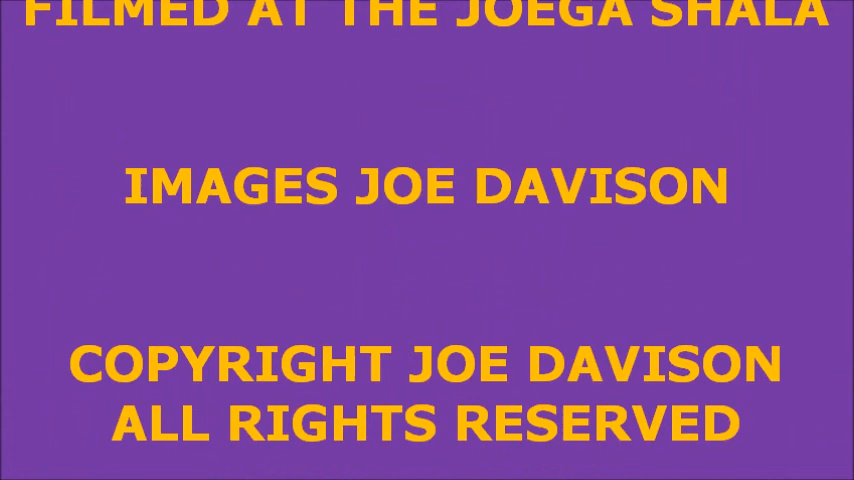 FILMED AT THE JOEGA SHALA
IMAGES JOE DAVISON
COPYRIGHT JOE DAVISON
ALL RIGHTS RESERVED